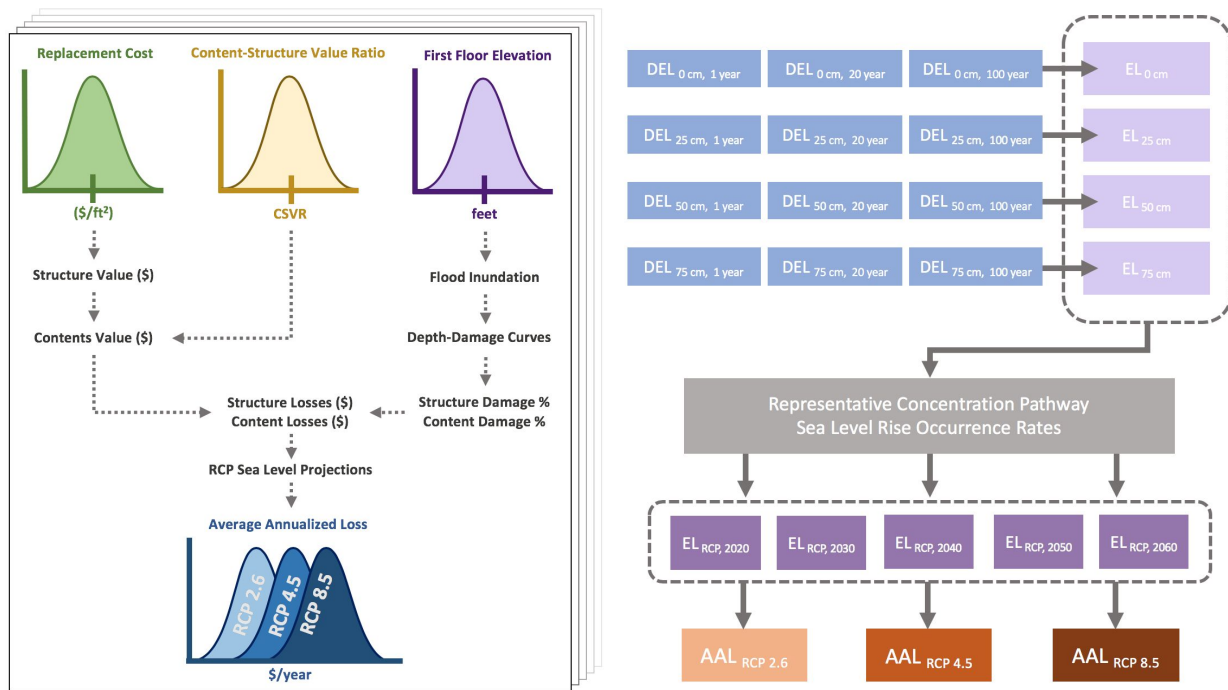 Replacement Cost
Content-Structure Value Ratio
First Floor Elevation
($/ft²)
CSVR
feet
Structure Value ($)
Flood Inundation
Contents Value ($)
Depth-Damage Curves
Structure Losses ($)
Content Losses ($)
Structure Damage %
Content Damage %
RCP Sea Level Projections
Average Annualized Loss
RCP 2.6
RCP 4.5
RCP 8.5
$/year
DEL 0 cm, 1 year
DEL 0 cm, 20 year
DEL 0 cm, 100 year
EL 0 cm
DEL 25 cm, 1 year
DEL 25 cm, 20 year
DEL 25 cm, 100 year
EL 25 cm
DEL 50 cm, 1 year
DEL 50 cm, 20 year
DEL 50 cm, 100 year
EL 50 cm
DEL 75 cm, 1 year
DEL 75 cm, 20 year
DEL 75 cm, 100 year
EL 75 cm
Representative Concentration Pathway
Sea Level Rise Occurrence Rates
EL RCP, 2020
EL RCP, 2030
EL RCP, 2040
EL RCP, 2050
EL RCP, 2060
AAL RCP 2.6
AAL RCP 4.5
AAL RCP 8.5